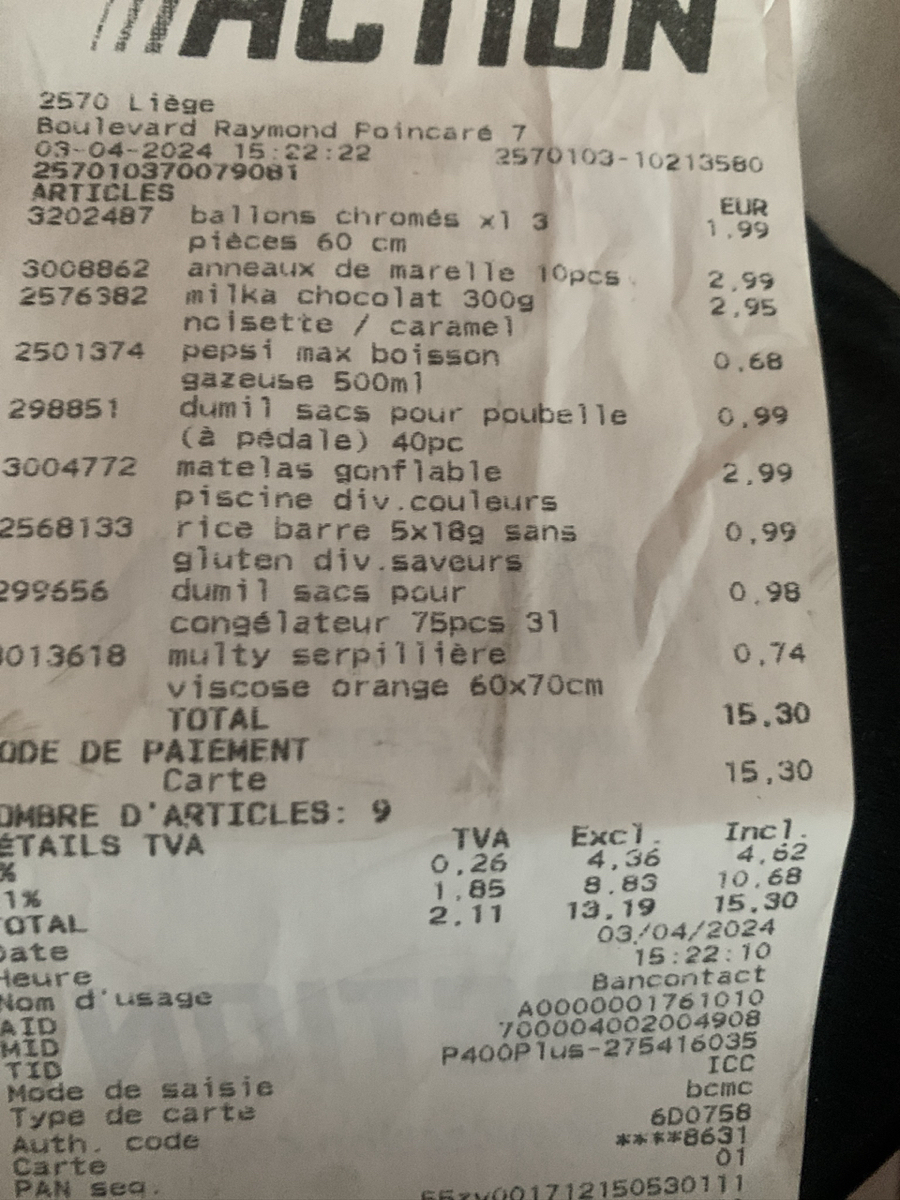 ACTION
2570 Liège
Boulevard Raymond Poincaré 7
03-04-2024 15:22:22 2570103-10213580
257010370079081
ARTICLES EUR
3202487 ballons chromés xl 3 1,99
pièces 60 cm
3008862 anneaux de marelle 10pcs. 2,99
2576382 milka chocolat 300g 2,95
noisette / caramel
2501374 pepsi max boisson 0,68
gazeuse 500ml
298851 dumil sacs pour poubelle 0,99
(à pédale) 40pc
3004772 matelas gonflable 2,99
piscine div.couleurs
2568133 rice barre 5x18g sans 0,99
gluten div.saveurs
299656 dumil sacs pour 0,98
congélateur 75pcs 3l
3013618 multy serpillière 0,74
viscose orange 60x70cm
TOTAL 15,30
ODE DE PAIEMENT
Carte 15,30
OMBRE D'ARTICLES: 9
ÉTAILS TVA TVA Excl. Incl.
% 0,26 4,36 4,62
1% 1,85 8.83 10.68
OTAL 2.11 13.19 15.30
Date 03/04/2024
Heure 15:22:10
Nom d'usage Bancontact
AID A0000001761010
MID 700004002004908
TID P400Plus-275416035
Mode de saisie ICC
Type de carte bcmc
Auth. code 6D0758
Carte ****8631
PAN seq. 01